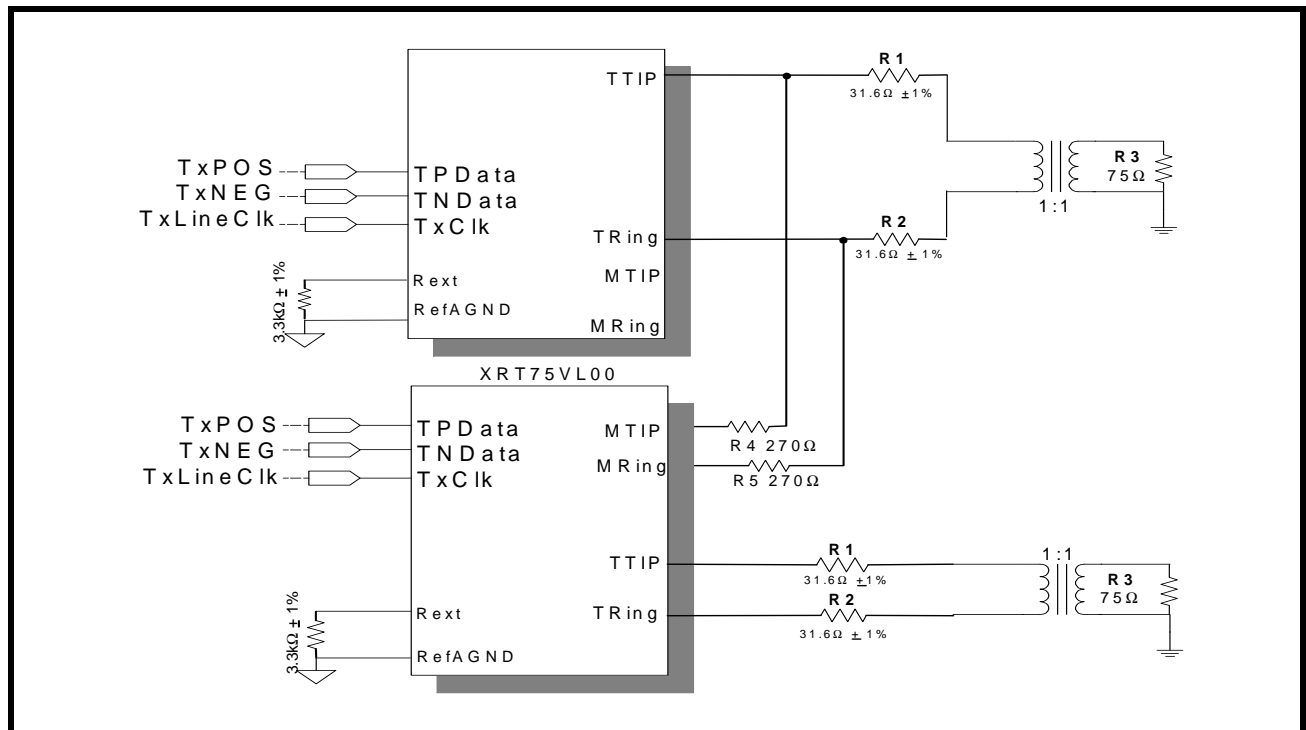 TTIP
R1
31.6Ω ±1%
R3
75Ω
1:1
TxPOS
TPData
TxNEG
TNData
TxLineClk
TxClk
TRing
R2
31.6Ω ± 1%
MTIP
Rext
3.3kΩ ± 1%
RefAGND
MRing
XRT75VL00
TxPOS
TPData
TxNEG
TNData
TxLineClk
TxClk
MTIP
R4 270Ω
MRing
R5 270Ω
TTIP
R1
31.6Ω ±1%
1:1
R3
75Ω
Rext
3.3kΩ ± 1%
TRing
R2
31.6Ω ± 1%
RefAGND